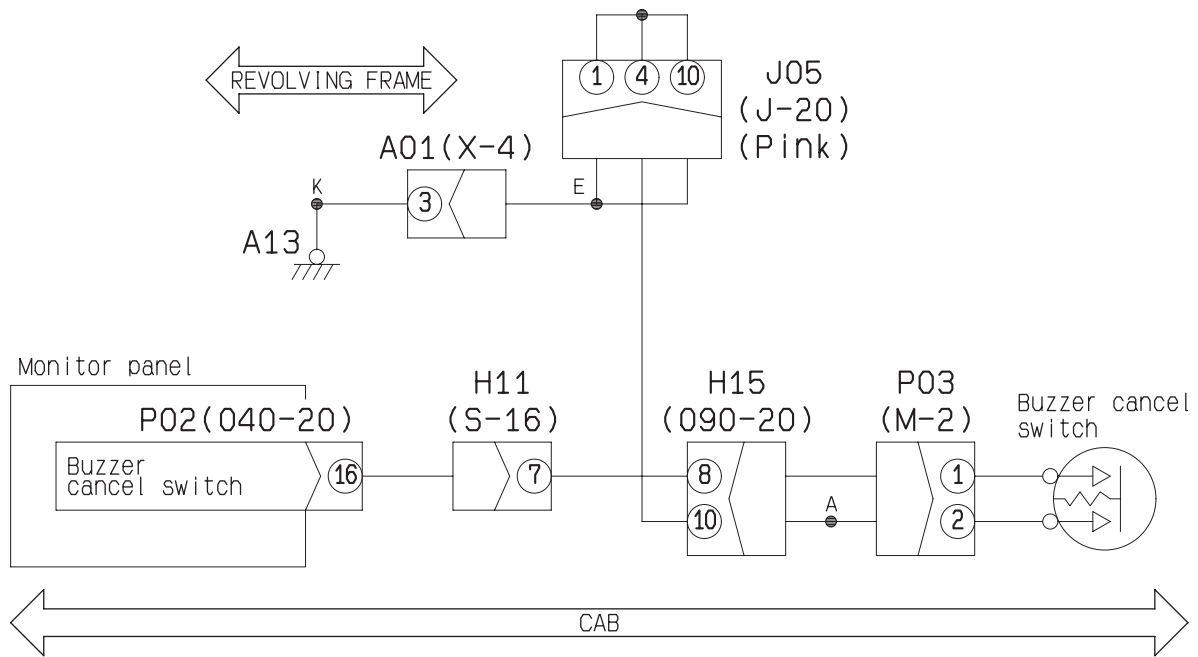 1 4 10
J05
(J-20)
(Pink)
REVOLVING FRAME
A01(X-4)
K
3
E
A13
Monitor panel
P02(040-20)
Buzzer
cancel switch
16
H11
(S-16)
7
H15
(090-20)
8
10
A
P03
(M-2)
1
2
Buzzer cancel
switch
CAB